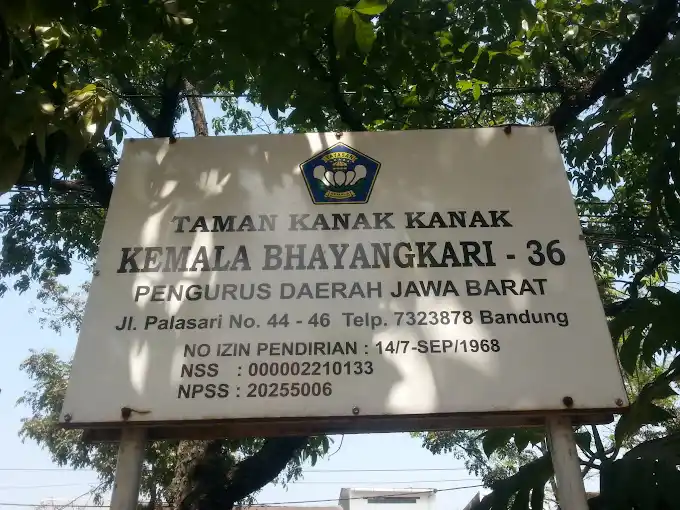 TAMAN KANAK KANAK
KEMALA BHAYANGKARI - 36
PENGURUS DAERAH JAWA BARAT
Jl. Palasari No. 44 - 46 Telp. 7323878 Bandung
NO IZIN PENDIRIAN : 14/7-SEP/1968
NSS : 000002210133
NPSS : 20255006